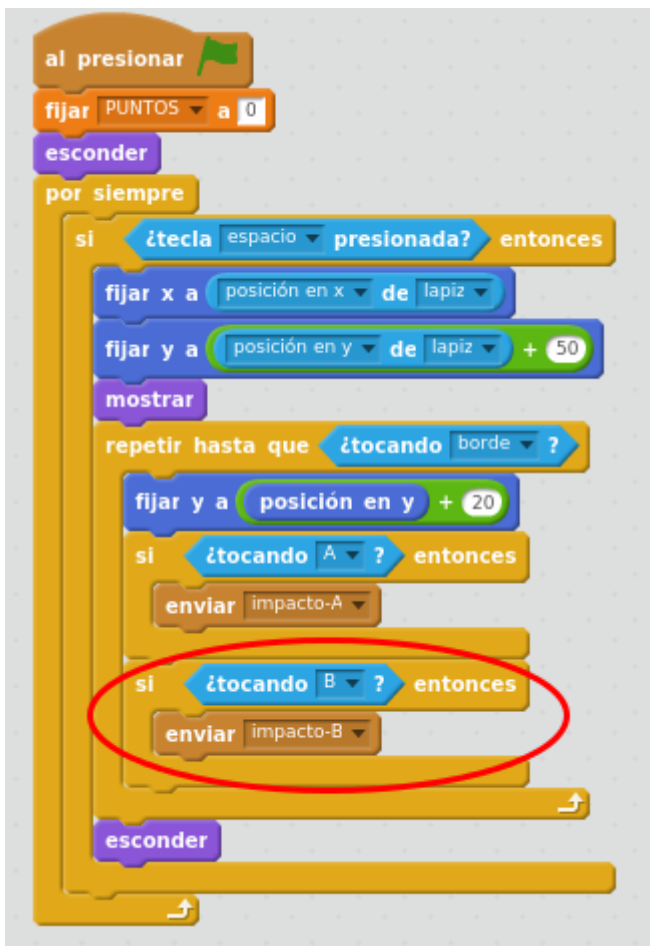 al presionar
fijar PUNTOS a 0
esconder
por siempre
si ¿tecla espacio presionada? entonces
fijar x a posición en x de lapiz
fijar y a posición en y de lapiz + 50
mostrar
repetir hasta que ¿tocando borde ?
fijar y a posición en y + 20
si ¿tocando A ? entonces
enviar impacto-A
si ¿tocando B ? entonces
enviar impacto-B
esconder